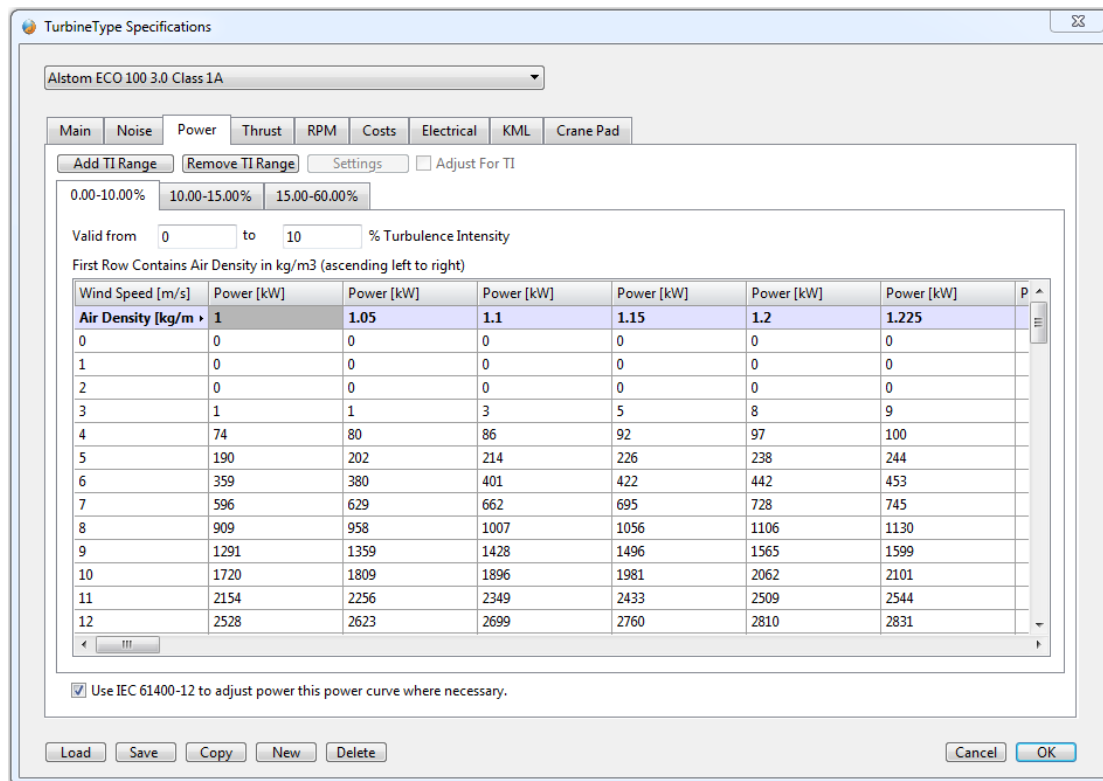 TurbineType Specifications
Alstom ECO 100 3.0 Class 1A
Main Noise Power Thrust RPM Costs Electrical KML Crane Pad
Add TI Range Remove TI Range Settings Adjust For TI
0.00-10.00% 10.00-15.00% 15.00-60.00%
Valid from 0 to 10 % Turbulence Intensity
First Row Contains Air Density in kg/m3 (ascending left to right)
Wind Speed [m/s] Power [kW] Power [kW] Power [kW] Power [kW] Power [kW] Power [kW] P
Air Density [kg/m 1 1.05 1.1 1.15 1.2 1.225
0 0 0 0 0 0 0
1 0 0 0 0 0 0
2 0 0 0 0 0 0
3 1 1 3 5 8 9
4 74 80 86 92 97 100
5 190 202 214 226 238 244
6 359 380 401 422 442 453
7 596 629 662 695 728 745
8 909 958 1007 1056 1106 1130
9 1291 1359 1428 1496 1565 1599
10 1720 1809 1896 1981 2062 2101
11 2154 2256 2349 2433 2509 2544
12 2528 2623 2699 2760 2810 2831
Use IEC 61400-12 to adjust power this power curve where necessary.
Load Save Copy New Delete Cancel OK